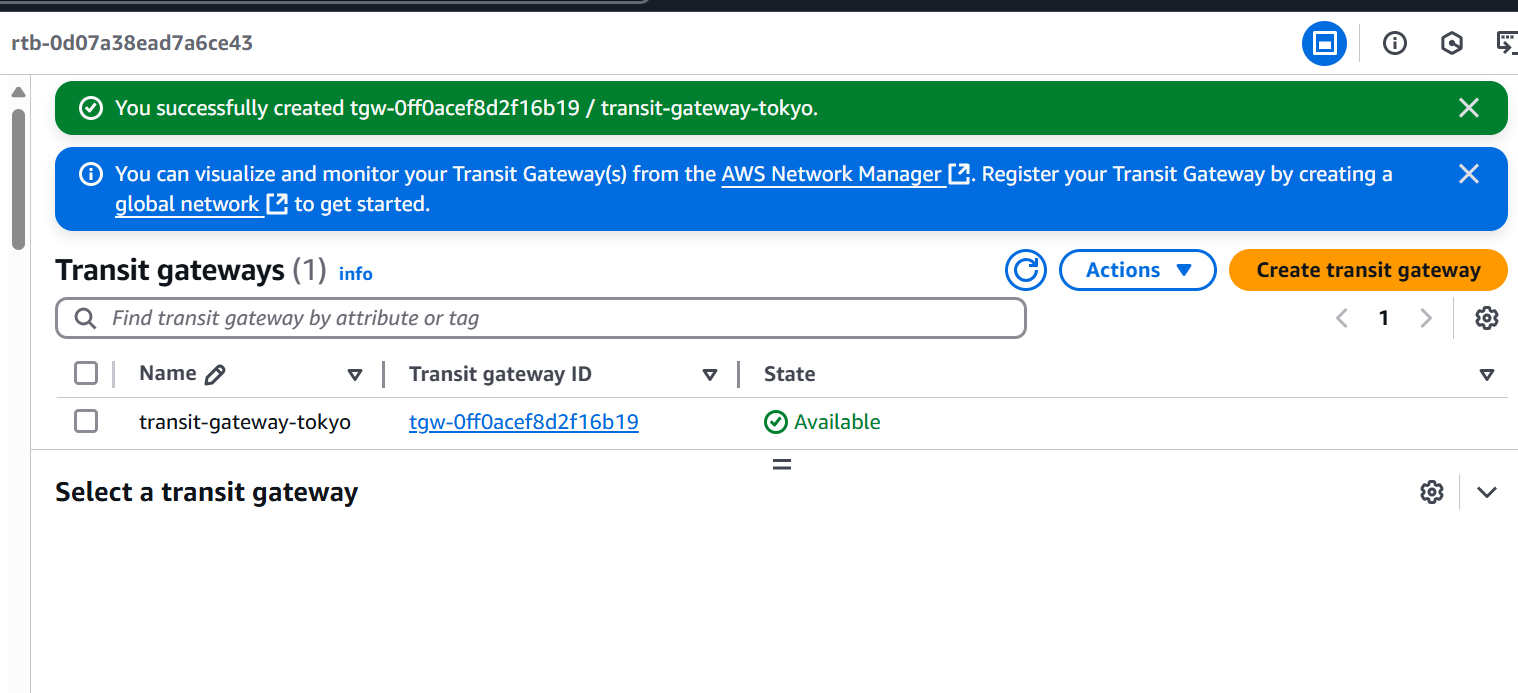 rtb-0d07a38ead7a6ce43
You successfully created tgw-0ff0acef8d2f16b19 / transit-gateway-tokyo.
You can visualize and monitor your Transit Gateway(s) from the AWS Network Manager. Register your Transit Gateway by creating a
global network to get started.
Transit gateways (1) info
Actions
Create transit gateway
Find transit gateway by attribute or tag
1
Name Transit gateway ID State
transit-gateway-tokyo tgw-0ff0acef8d2f16b19 Available
Select a transit gateway